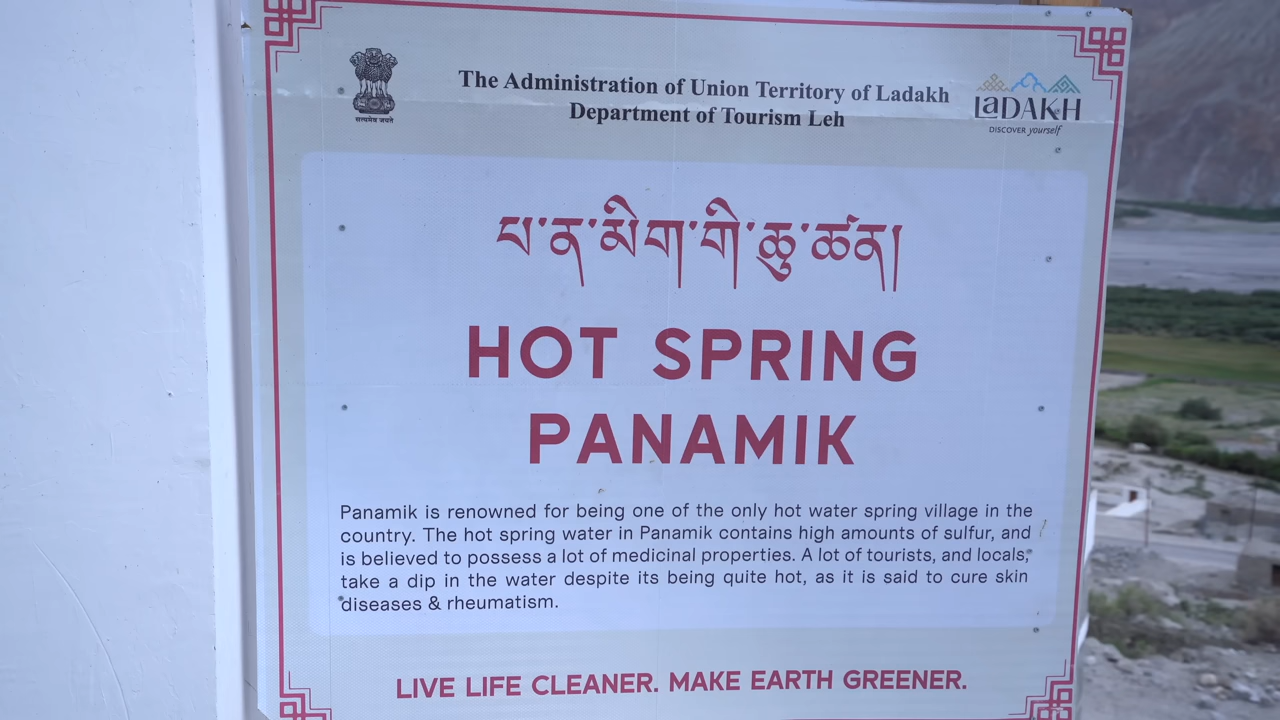 The Administration of Union Territory of Ladakh
Department of Tourism Leh
सत्यमेव जयते
LADAKH
DISCOVER yourself
པ་ན་མིག་གི་ཆུ་ཚན།
HOT SPRING
PANAMIK
Panamik is renowned for being one of the only hot water spring village in the
country. The hot spring water in Panamik contains high amounts of sulfur, and
is believed to possess a lot of medicinal properties. A lot of tourists, and locals,
take a dip in the water despite its being quite hot, as it is said to cure skin
diseases & rheumatism.
LIVE LIFE CLEANER. MAKE EARTH GREENER.